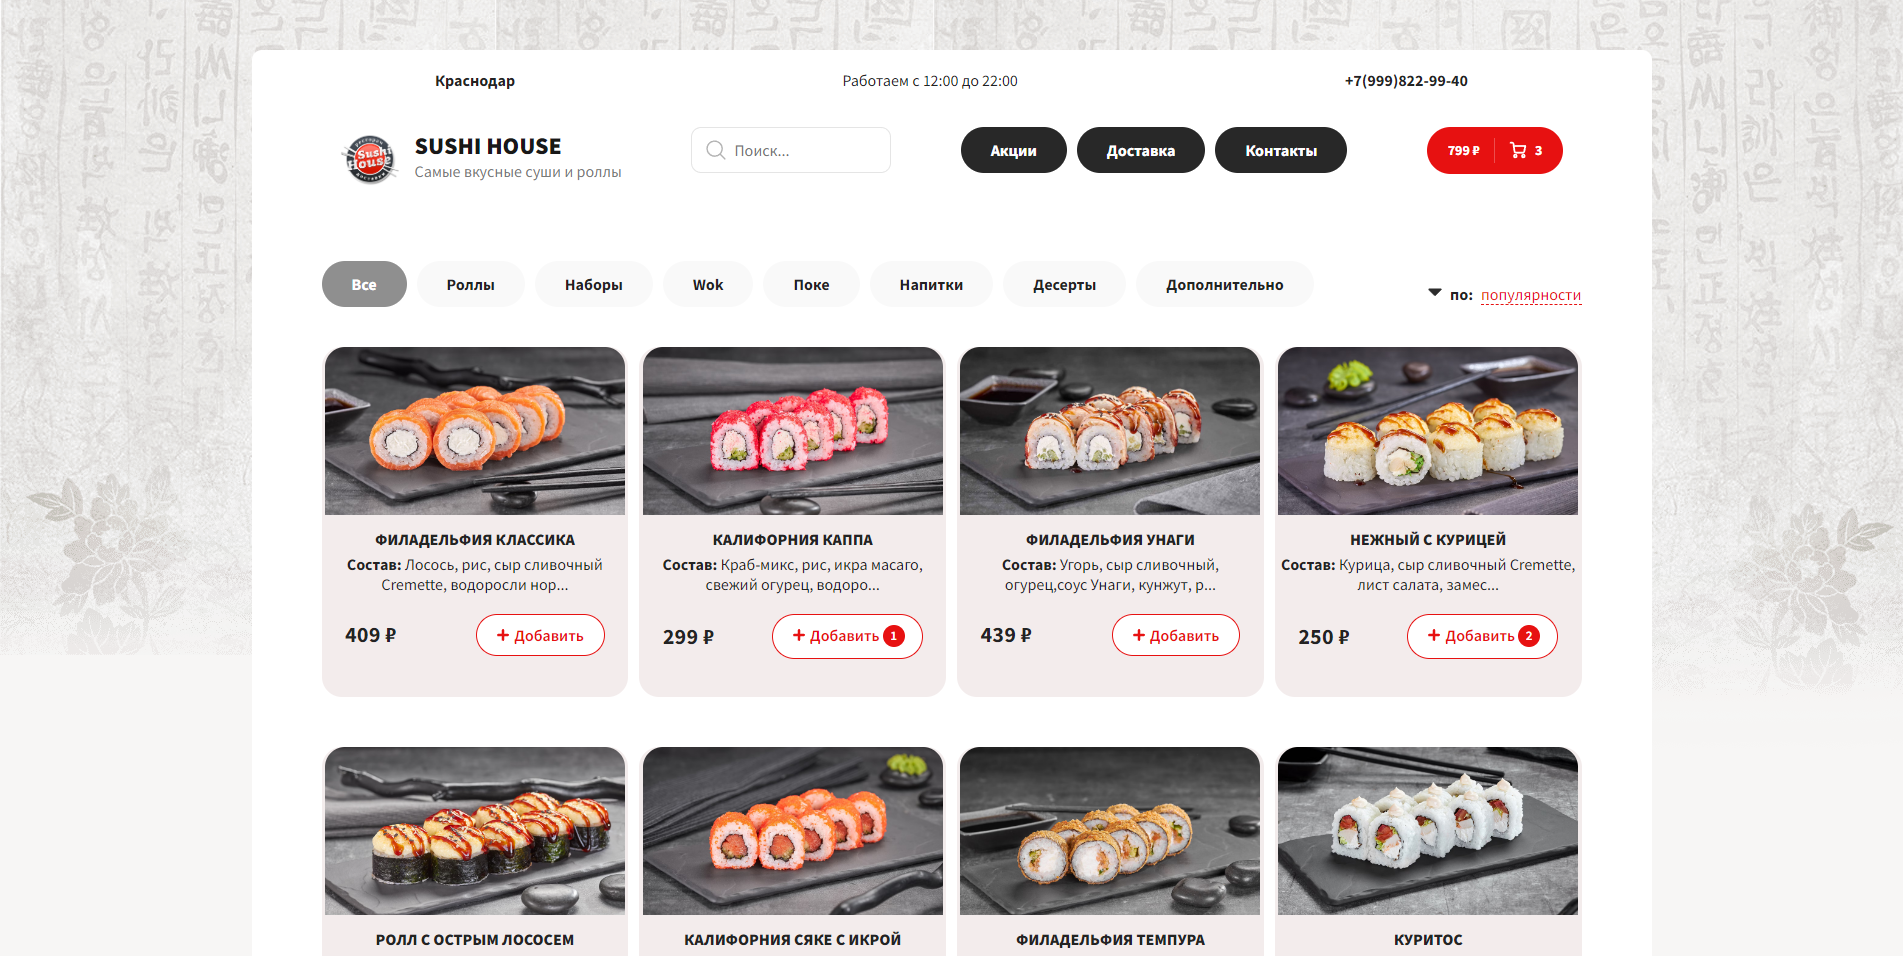 Краснодар
Работаем с 12:00 до 22:00
+7(999)822-99-40
Sushi
House
SUSHI HOUSE
Самые вкусные суши и роллы
Поиск...
Акции
Доставка
Контакты
799 ₽
3
Все
Роллы
Наборы
Wok
Поке
Напитки
Десерты
Дополнительно
по: популярности
ФИЛАДЕЛЬФИЯ КЛАССИКА
Состав: Лосось, рис, сыр сливочный
Cremette, водоросли нор...
409 ₽
+ Добавить
КАЛИФОРНИЯ КАППА
Состав: Краб-микс, рис, икра масаго,
свежий огурец, водоро...
299 ₽
+ Добавить 1
ФИЛАДЕЛЬФИЯ УНАГИ
Состав: Угорь, сыр сливочный,
огурец,соус Унаги, кунжут, р...
439 ₽
+ Добавить
НЕЖНЫЙ С КУРИЦЕЙ
Состав: Курица, сыр сливочный Cremette,
лист салата, замес...
250 ₽
+ Добавить 2
РОЛЛ С ОСТРЫМ ЛОСОСЕМ
КАЛИФОРНИЯ СЯКЕ С ИКРОЙ
ФИЛАДЕЛЬФИЯ ТЕМПУРА
КУРИТОС